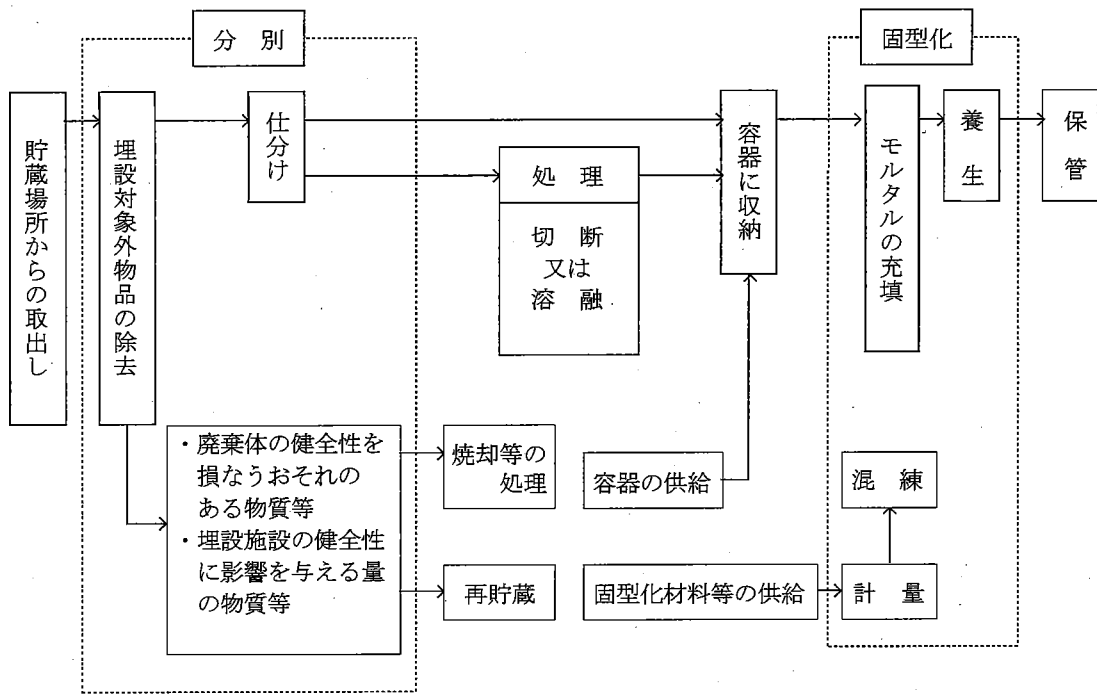 分　別
固型化
貯蔵場所からの取出し
埋設対象外物品の除去
仕分け
処　理
切　断
又は
溶　融
容器に収納
モルタルの充填
養生
保管
・廃棄体の健全性を
損なうおそれの
ある物質等
・埋設施設の健全性
に影響を与える量
の物質等
焼却等の
処理
再貯蔵
容器の供給
固型化材料等の供給
混　練
計　量